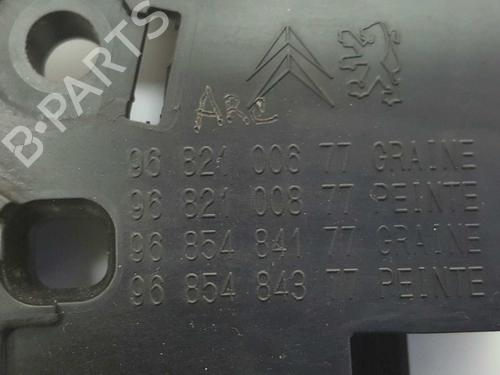 B-PARTS
ARC
96 821 006 77 GRAINE
96 821 008 77 PEINTE
96 854 841 77 GRAINE
96 854 843 77 PEINTE